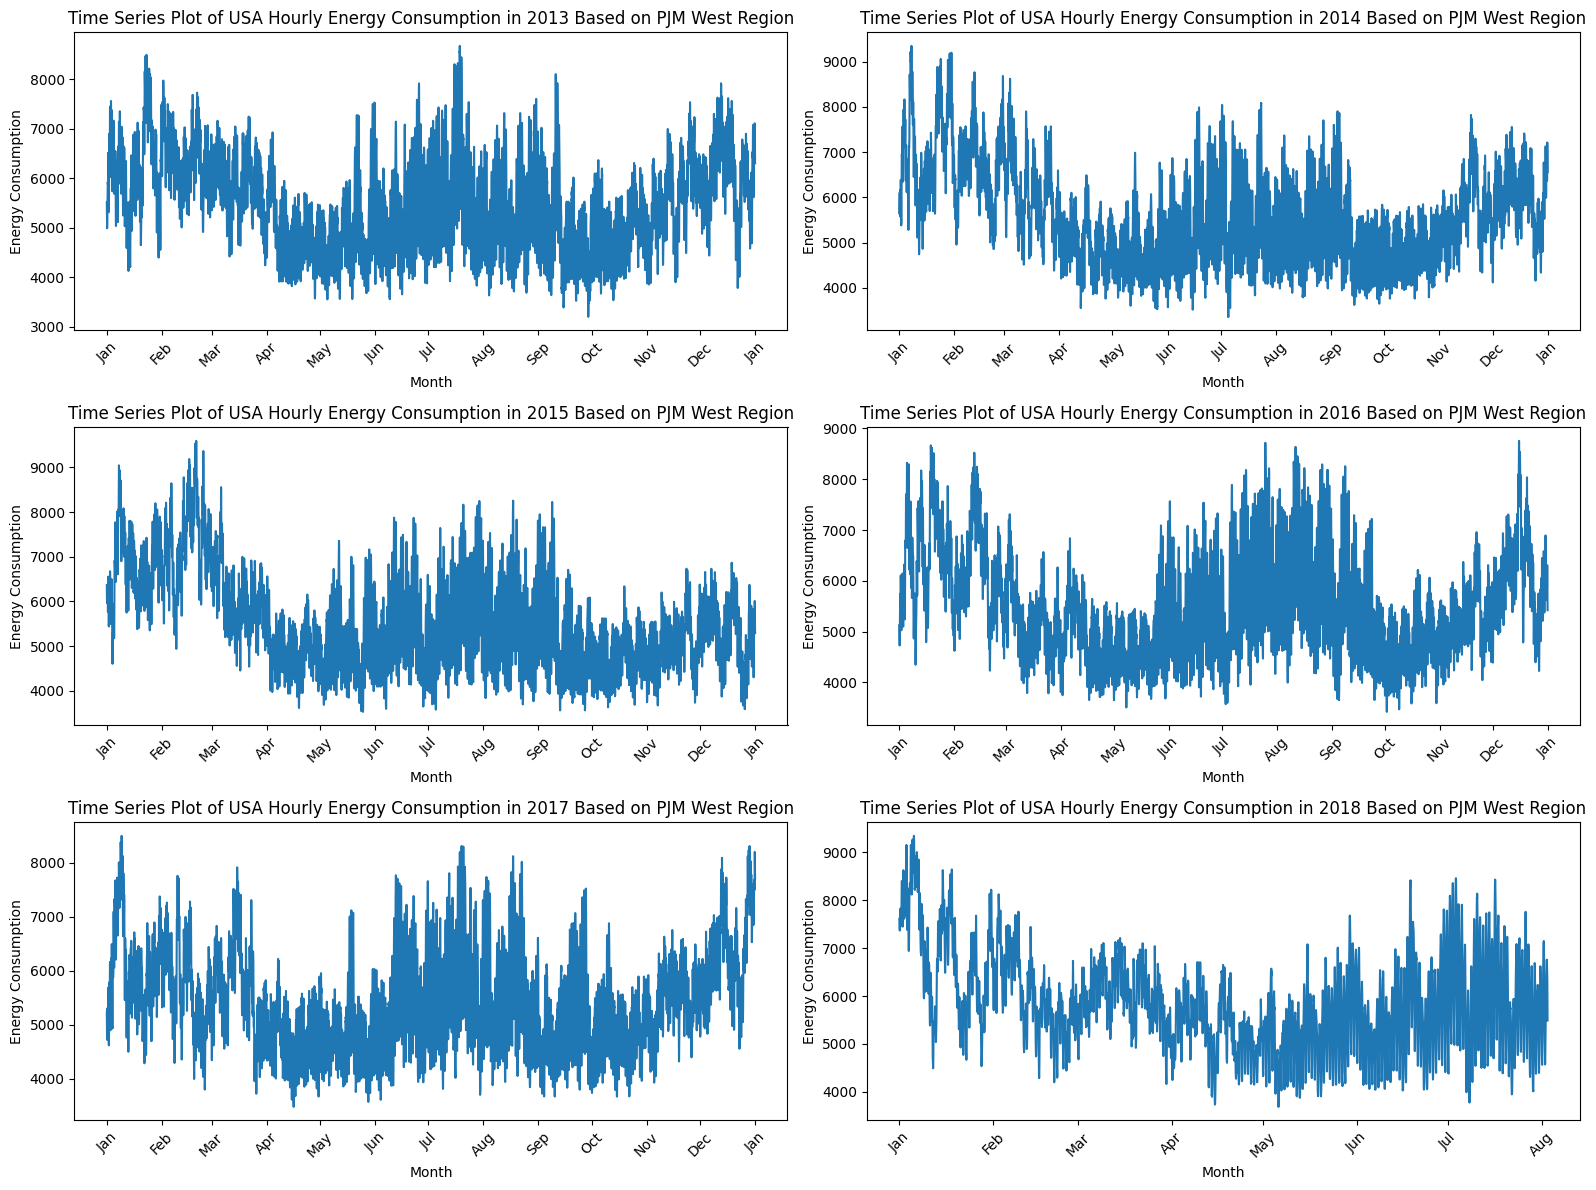 Time Series Plot of USA Hourly Energy Consumption in 2013 Based on PJM West Region
Energy Consumption
8000
7000
6000
5000
4000
3000
Jan Feb Mar Apr May Jun Jul Aug Sep Oct Nov Dec Jan
Month
Time Series Plot of USA Hourly Energy Consumption in 2014 Based on PJM West Region
Energy Consumption
9000
8000
7000
6000
5000
4000
Jan Feb Mar Apr May Jun Jul Aug Sep Oct Nov Dec Jan
Month
Time Series Plot of USA Hourly Energy Consumption in 2015 Based on PJM West Region
Energy Consumption
9000
8000
7000
6000
5000
4000
Jan Feb Mar Apr May Jun Jul Aug Sep Oct Nov Dec Jan
Month
Time Series Plot of USA Hourly Energy Consumption in 2016 Based on PJM West Region
Energy Consumption
9000
8000
7000
6000
5000
4000
Jan Feb Mar Apr May Jun Jul Aug Sep Oct Nov Dec Jan
Month
Time Series Plot of USA Hourly Energy Consumption in 2017 Based on PJM West Region
Energy Consumption
8000
7000
6000
5000
4000
Jan Feb Mar Apr May Jun Jul Aug Sep Oct Nov Dec Jan
Month
Time Series Plot of USA Hourly Energy Consumption in 2018 Based on PJM West Region
Energy Consumption
9000
8000
7000
6000
5000
4000
Jan Feb Mar Apr May Jun Jul Aug
Month